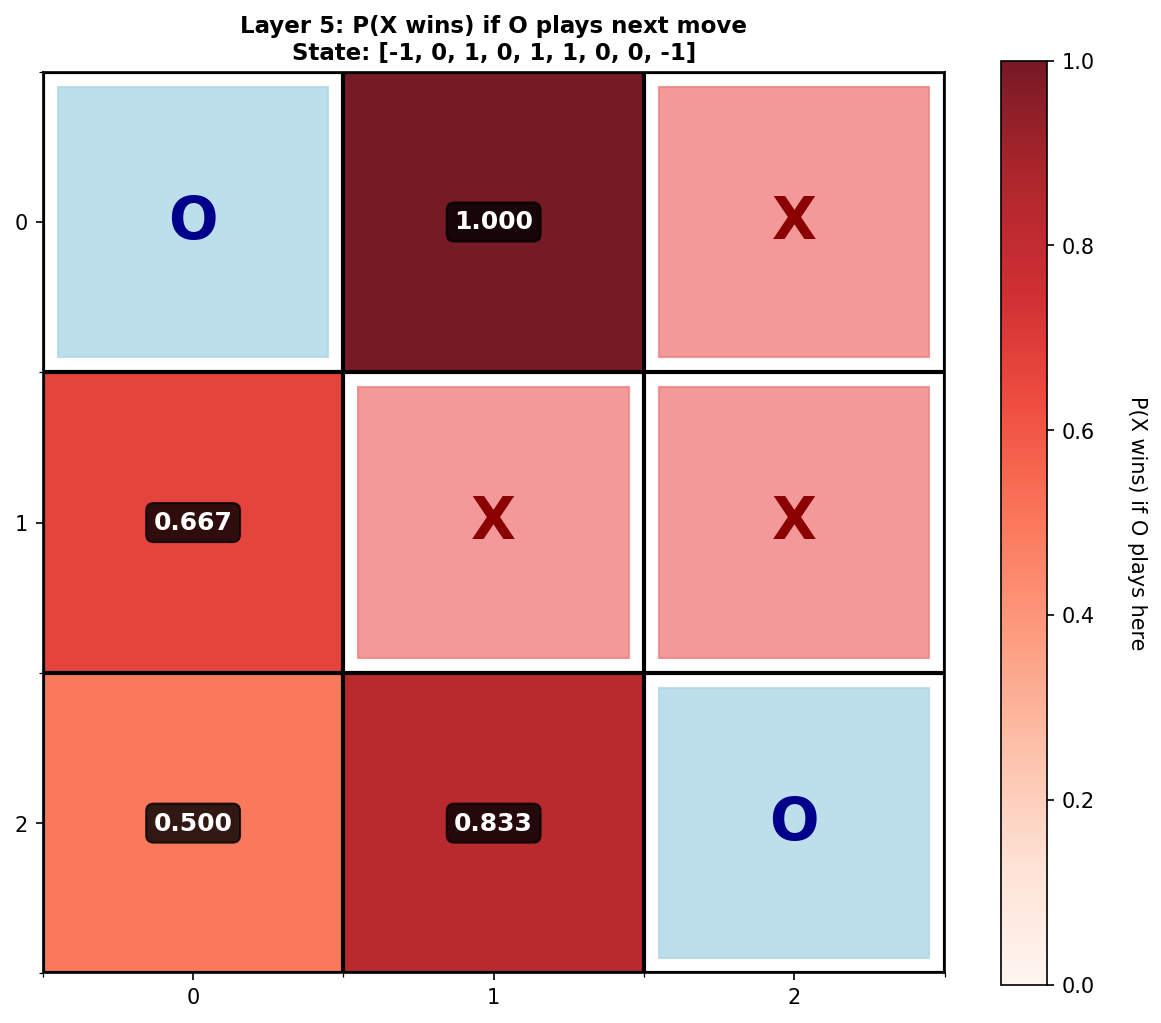 Layer 5: P(X wins) if O plays next move
State: [-1, 0, 1, 0, 1, 1, 0, 0, -1]
O
1.000
X
0.667
X
X
0.500
0.833
O
0
1
2
0
1
2
1.0
0.8
0.6
0.4
0.2
0.0
P(X wins) if O plays here